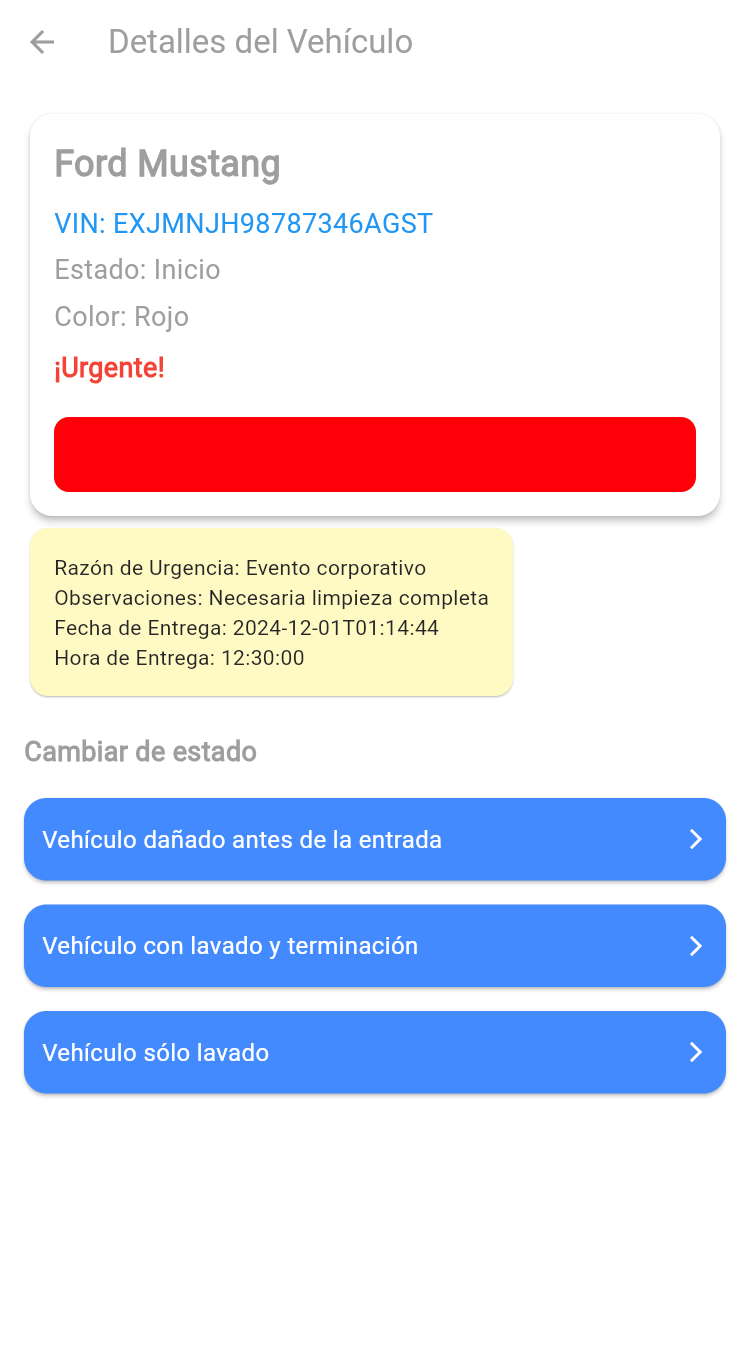 Detalles del Vehículo
Ford Mustang
VIN: EXJMNJH98787346AGST
Estado: Inicio
Color: Rojo
¡Urgente!
Razón de Urgencia: Evento corporativo
Observaciones: Necesaria limpieza completa
Fecha de Entrega: 2024-12-01T01:14:44
Hora de Entrega: 12:30:00
Cambiar de estado
Vehículo dañado antes de la entrada
Vehículo con lavado y terminación
Vehículo sólo lavado